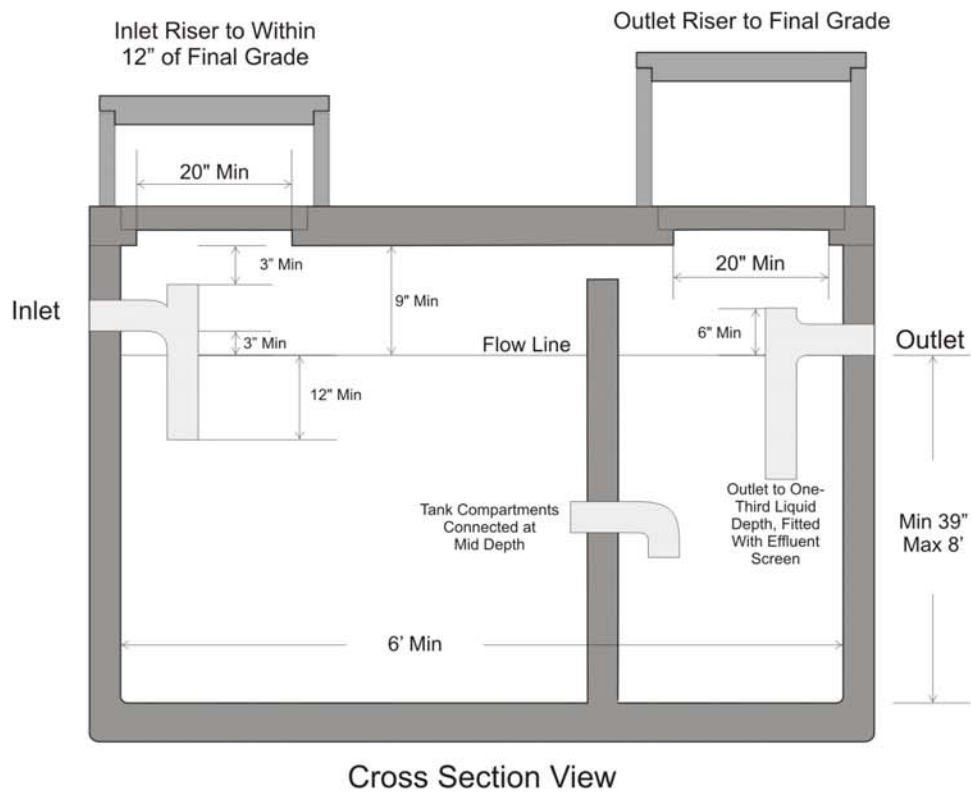 Inlet Riser to Within
12” of Final Grade
Outlet Riser to Final Grade
20" Min
3” Min
9" Min
20" Min
Inlet
3” Min
Flow Line
6” Min
Outlet
12” Min
Tank Compartments
Connected at
Mid Depth
Outlet to One-
Third Liquid
Depth, Fitted
With Effluent
Screen
Min 39”
Max 8’
6’ Min
Cross Section View